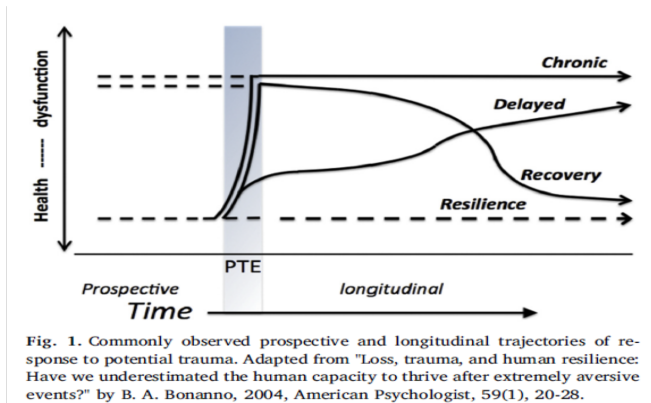 Chronic
Delayed
Recovery
Resilience
Health ------ dysfunction
PTE
Prospective
longitudinal
Time
Fig. 1. Commonly observed prospective and longitudinal trajectories of re-
sponse to potential trauma. Adapted from "Loss, trauma, and human resilience:
Have we underestimated the human capacity to thrive after extremely aversive
events?" by B. A. Bonanno, 2004, American Psychologist, 59(1), 20-28.